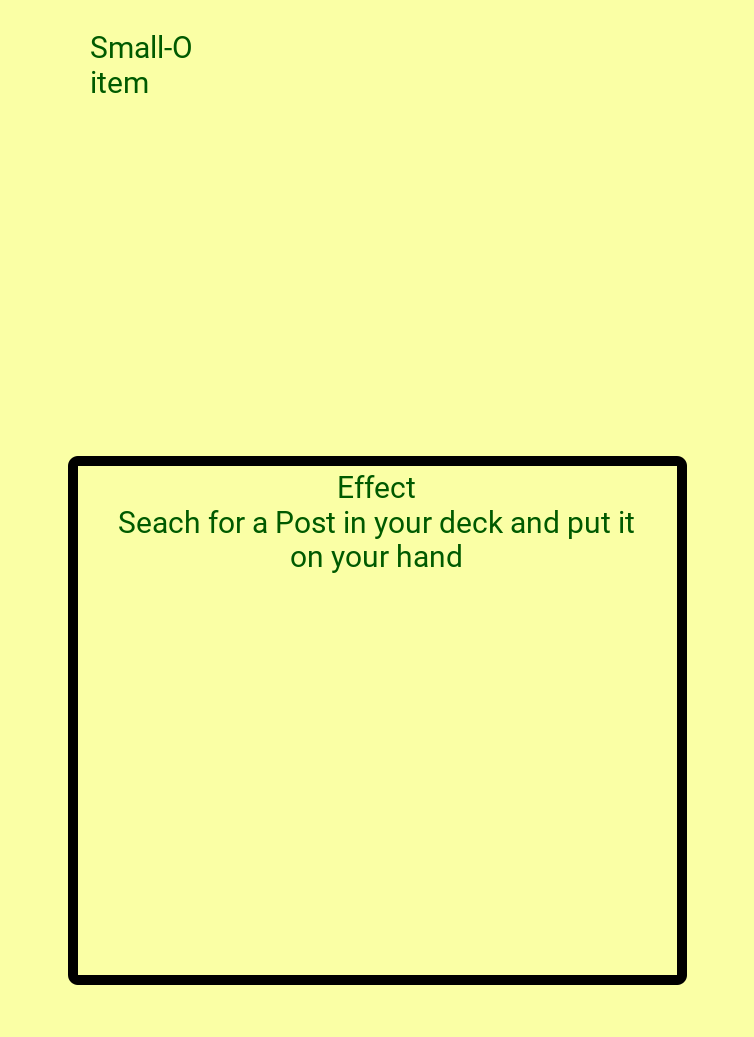 Small-O
item
Effect
Seach for a Post in your deck and put it
on your hand